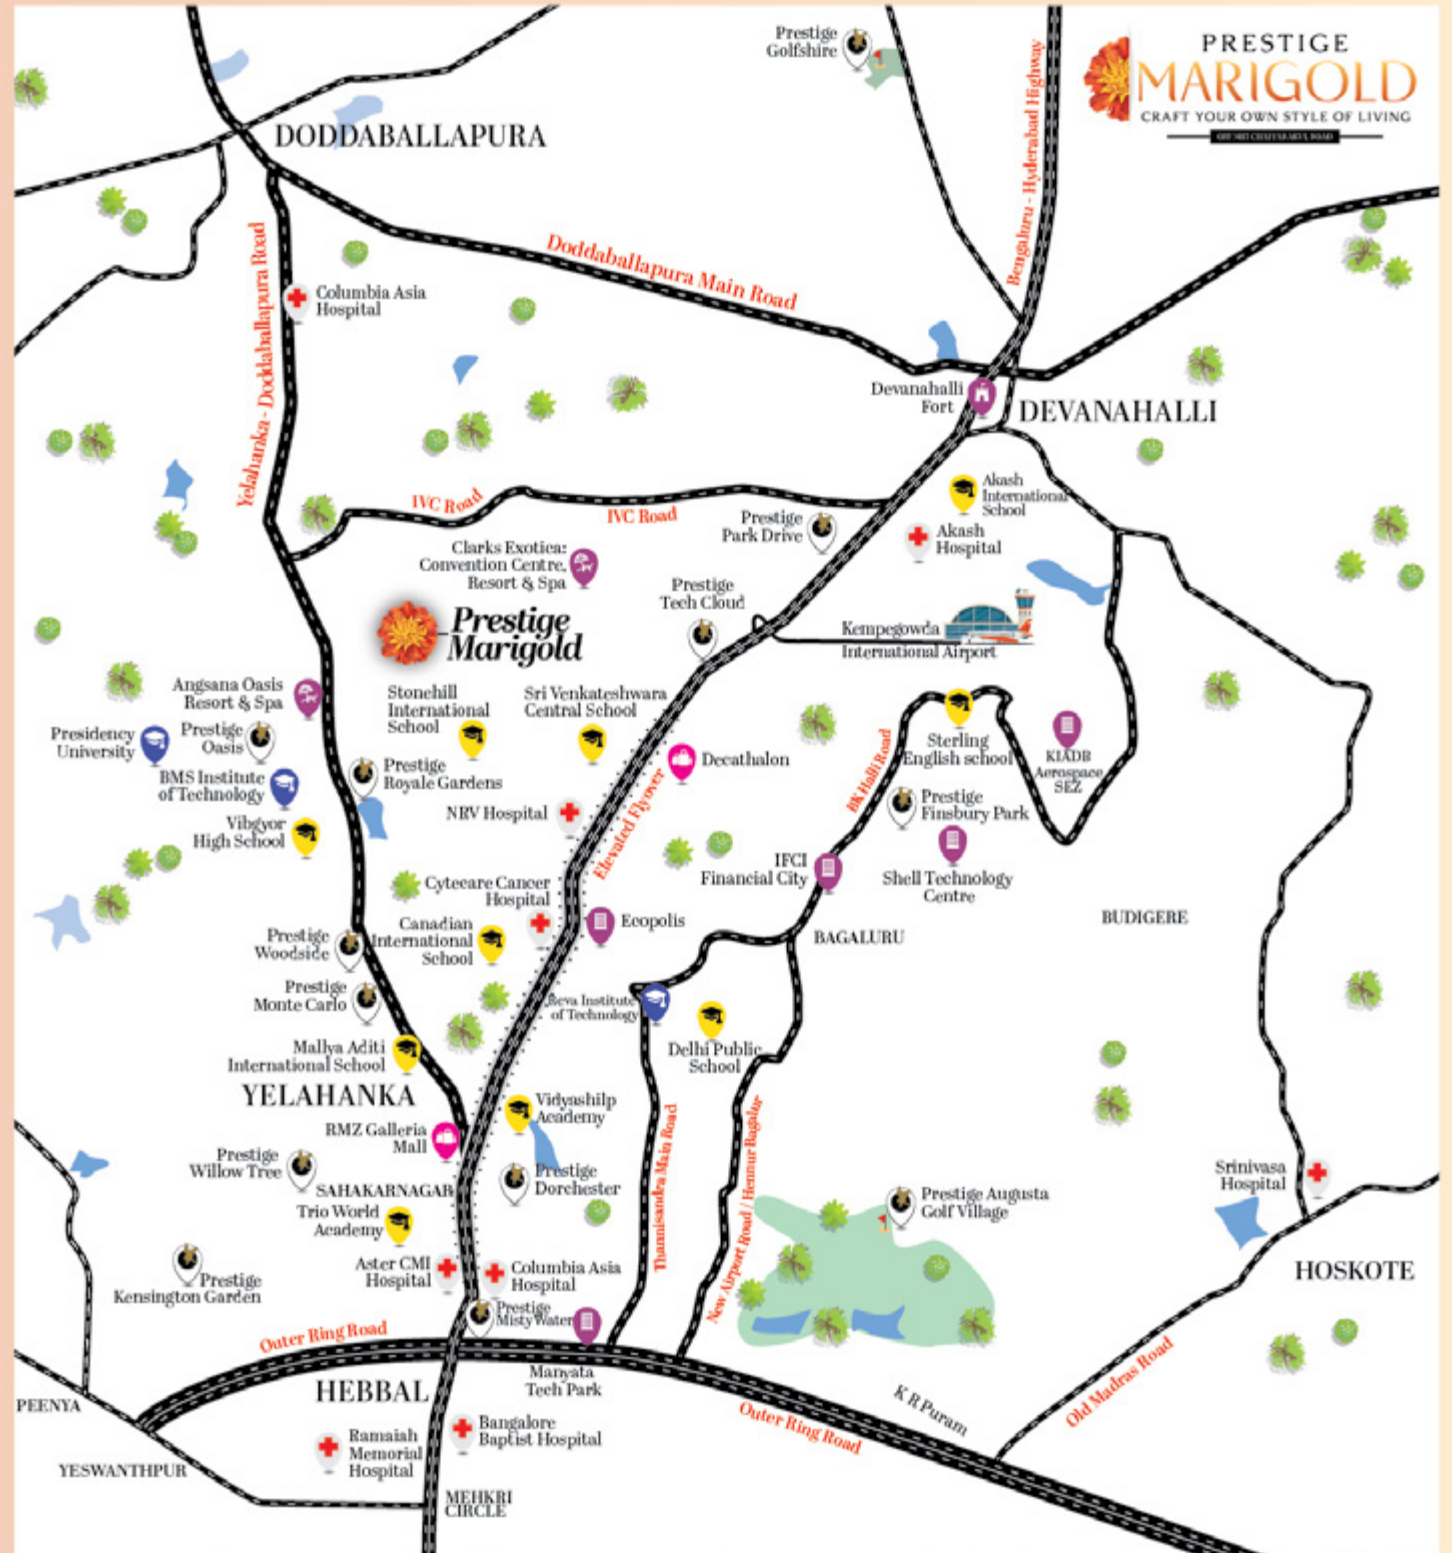 Prestige
Golfshire
Bengaluru - Hyderabad Highway
PRESTIGE
MARIGOLD
CRAFT YOUR OWN STYLE OF LIVING
DODDABALLAPURA
Doddaballapura Main Road
Yelahanka - Doddaballapura Road
Columbia Asia
Hospital
Devanahalli
Fort
DEVANAHALLI
IVC Road
IVC Road
Akash
International
School
Prestige
Park Drive
Akash
Hospital
Clarks Exotica:
Convention Centre,
Resort & Spa
Prestige
Tech Cloud
Prestige
Marigold
Kempegowda
International Airport
Angsana Oasis
Resort & Spa
Stonehill
International
School
Sri Venkateshwara
Central School
Presidency
University
Prestige
Oasis
BMS Institute
of Technology
Prestige
Royale Gardens
Decathalon
Sterling
English school
KIADB
Aerospace
SEZ
BK Halli Road
Elevated Flyover
NRV Hospital
Vibgyor
High School
Prestige
Finsbury Park
IFCI
Financial City
Shell Technology
Centre
Cytecare Cancer
Hospital
Canadian
International
School
Ecopolis
BAGALURU
BUDIGERE
Prestige
Woodside
Prestige
Monte Carlo
Reva Institute
of Technology
Delhi Public
School
Mallya Aditi
International School
YELAHANKA
Vidyashilp
Academy
RMZ Galleria
Mall
Prestige
Willow Tree
Prestige
Dorchester
Thannisandra Main Road
New Airport Road / Hennur Bagalur
SAHAKARNAGAR
Trio World
Academy
Prestige Augusta
Golf Village
Srinivasa
Hospital
Aster CMI
Hospital
Columbia Asia
Hospital
Prestige
Kensington Garden
Prestige
MistyWater
HOSKOTE
Outer Ring Road
HEBBAL
Manyata
Tech Park
Outer Ring Road
K R Puram
Old Madras Road
PEENYA
YESWANTHPUR
Ramaiah
Memorial
Hospital
Bangalore
Baptist Hospital
MEHKRI
CIRCLE